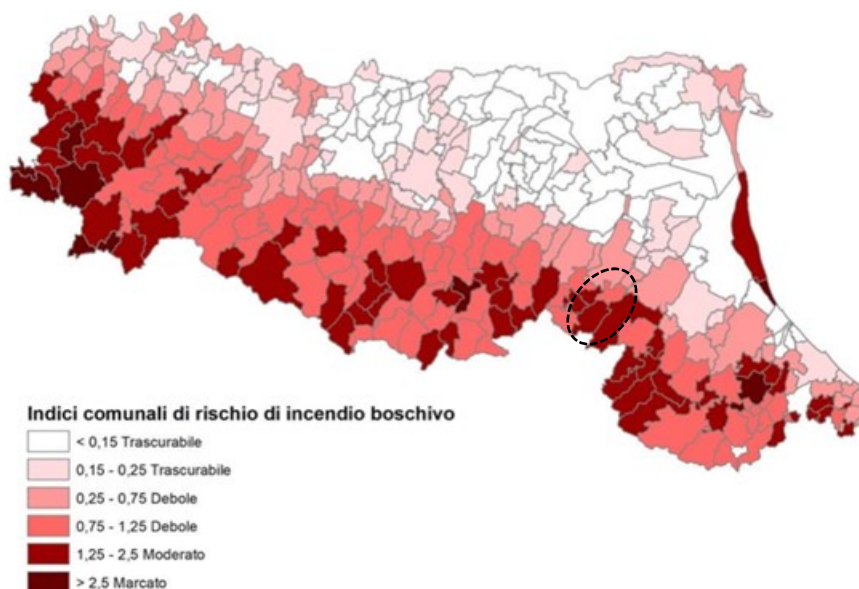 Indici comunali di rischio di incendio boschivo
< 0,15 Trascurabile
0,15 - 0,25 Trascurabile
0,25 - 0,75 Debole
0,75 - 1,25 Debole
1,25 - 2,5 Moderato
> 2,5 Marcato